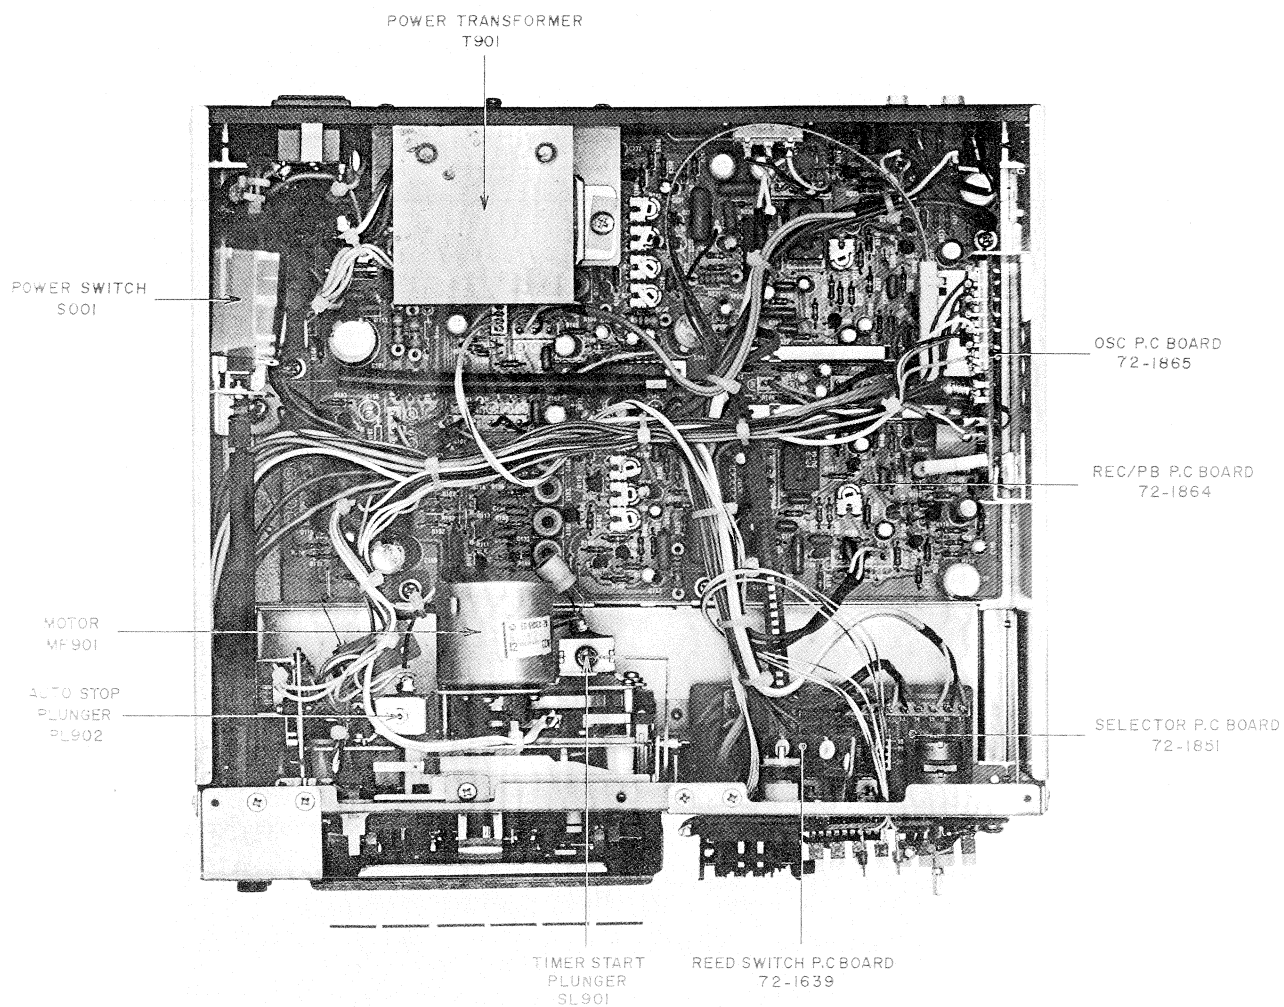 POWER TRANSFORMER
T901
POWER SWITCH
S001
OSC P.C BOARD
72-1865
REC/PB P.C BOARD
72-1864
MOTOR
MF901
AUTO STOP
PLUNGER
PL902
SELECTOR P.C BOARD
72-1851
TIMER START
PLUNGER
SL901
REED SWITCH P.C BOARD
72-1639